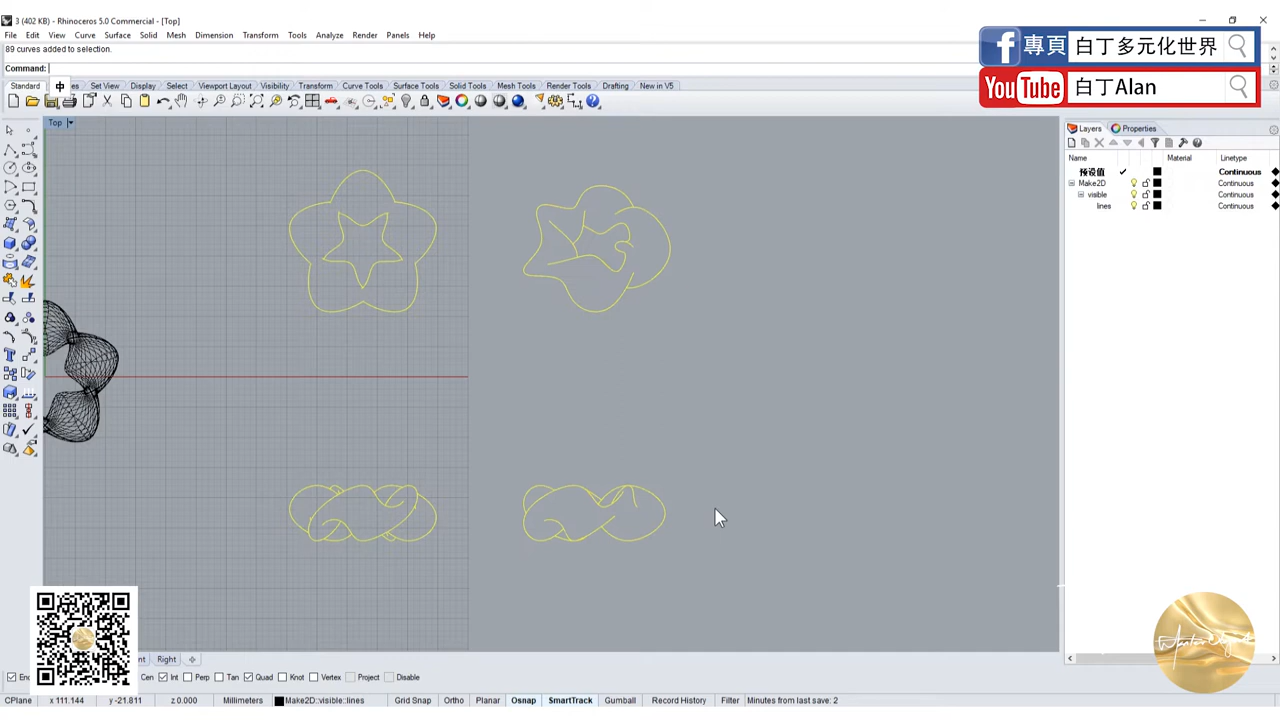 3 (402 KB) - Rhinoceros 5.0 Commercial - [Top]
File Edit View Curve Surface Solid Mesh Dimension Transform Tools Analyze Render Panels Help
89 curves added to selection.
Command:
Standard Set View Display Select Viewport Layout Visibility Transform Curve Tools Surface Tools Solid Tools Mesh Tools Render Tools Drafting New in V5
f 專頁 白丁多元化世界
YouTube 白丁Alan
Top
Layers Properties
Name Material Linetype
预设值 Continuous
Make2D Continuous
visible Continuous
lines Continuous
Right
Cen Int Perp Tan Quad Knot Vertex Project Disable
CPlane x 111.144 y -21.811 z 0.000 Millimeters Make2D::visible::lines Grid Snap Ortho Planar Osnap SmartTrack Gumball Record History Filter Minutes from last save: 2